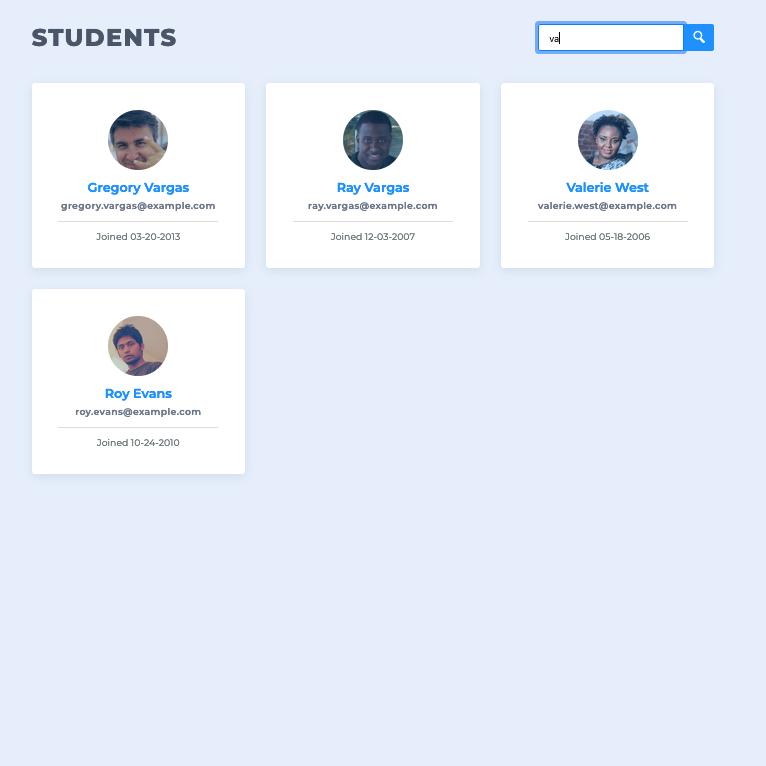 STUDENTS
va
Gregory Vargas
gregory.vargas@example.com
Joined 03-20-2013
Ray Vargas
ray.vargas@example.com
Joined 12-03-2007
Valerie West
valerie.west@example.com
Joined 05-18-2006
Roy Evans
roy.evans@example.com
Joined 10-24-2010